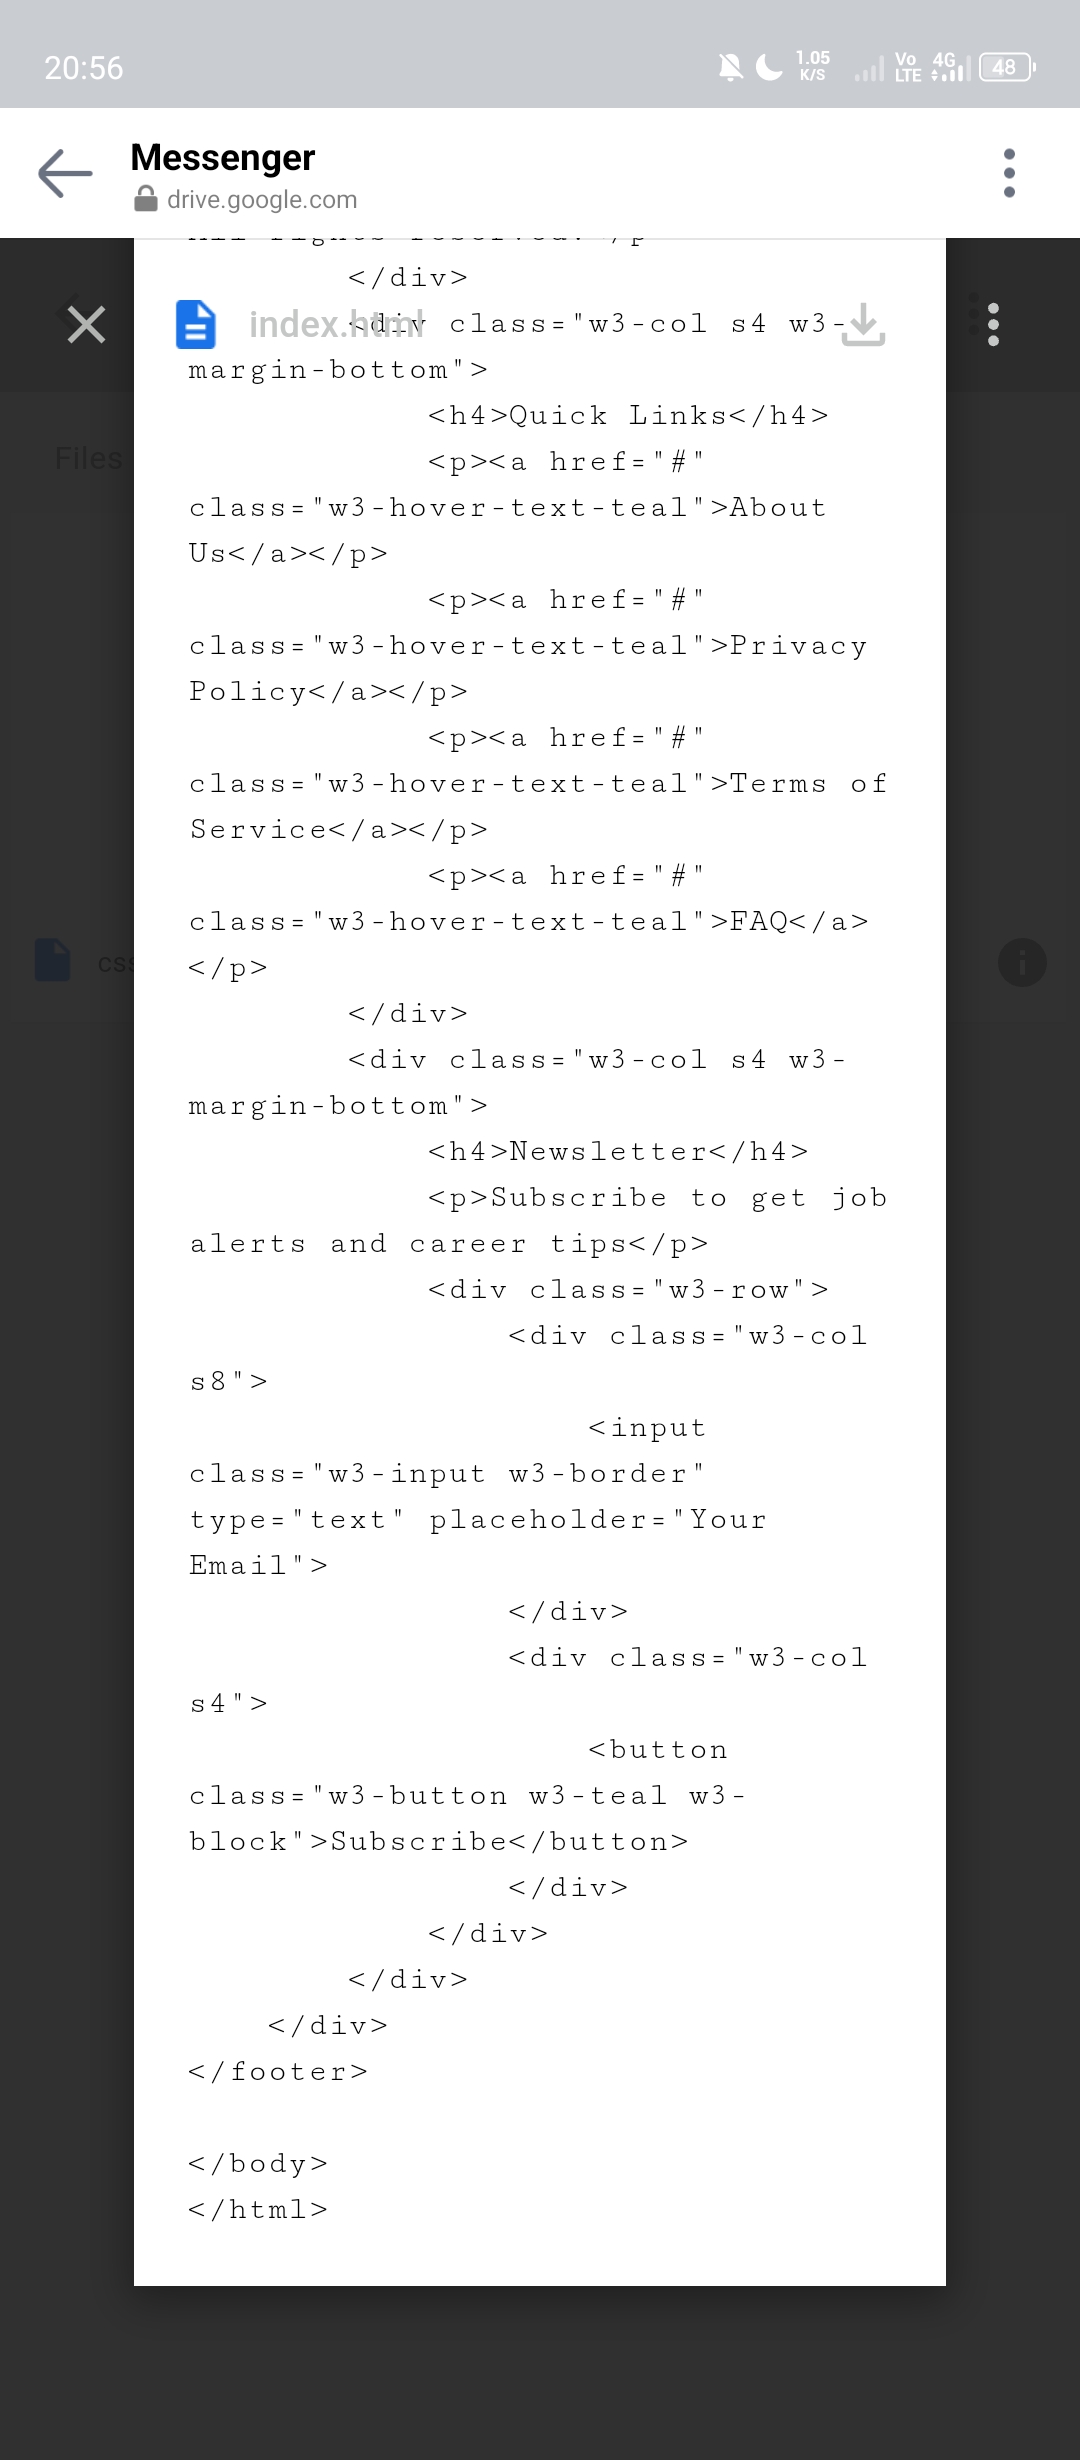 20:56
1.05 K/S Vo LTE 4G 48
Messenger
drive.google.com
All rights reserved.</p
</div>
index.html
<div class="w3-col s4 w3-
margin-bottom">
<h4>Quick Links</h4>
Files
<p><a href="#"
class="w3-hover-text-teal">About
Us</a></p>
<p><a href="#"
class="w3-hover-text-teal">Privacy
Policy</a></p>
<p><a href="#"
class="w3-hover-text-teal">Terms of
Service</a></p>
<p><a href="#"
class="w3-hover-text-teal">FAQ</a>
css
</p>
</div>
<div class="w3-col s4 w3-
margin-bottom">
<h4>Newsletter</h4>
<p>Subscribe to get job
alerts and career tips</p>
<div class="w3-row">
<div class="w3-col
s8">
<input
class="w3-input w3-border"
type="text" placeholder="Your
Email">
</div>
<div class="w3-col
s4">
<button
class="w3-button w3-teal w3-
block">Subscribe</button>
</div>
</div>
</div>
</div>
</footer>
</body>
</html>